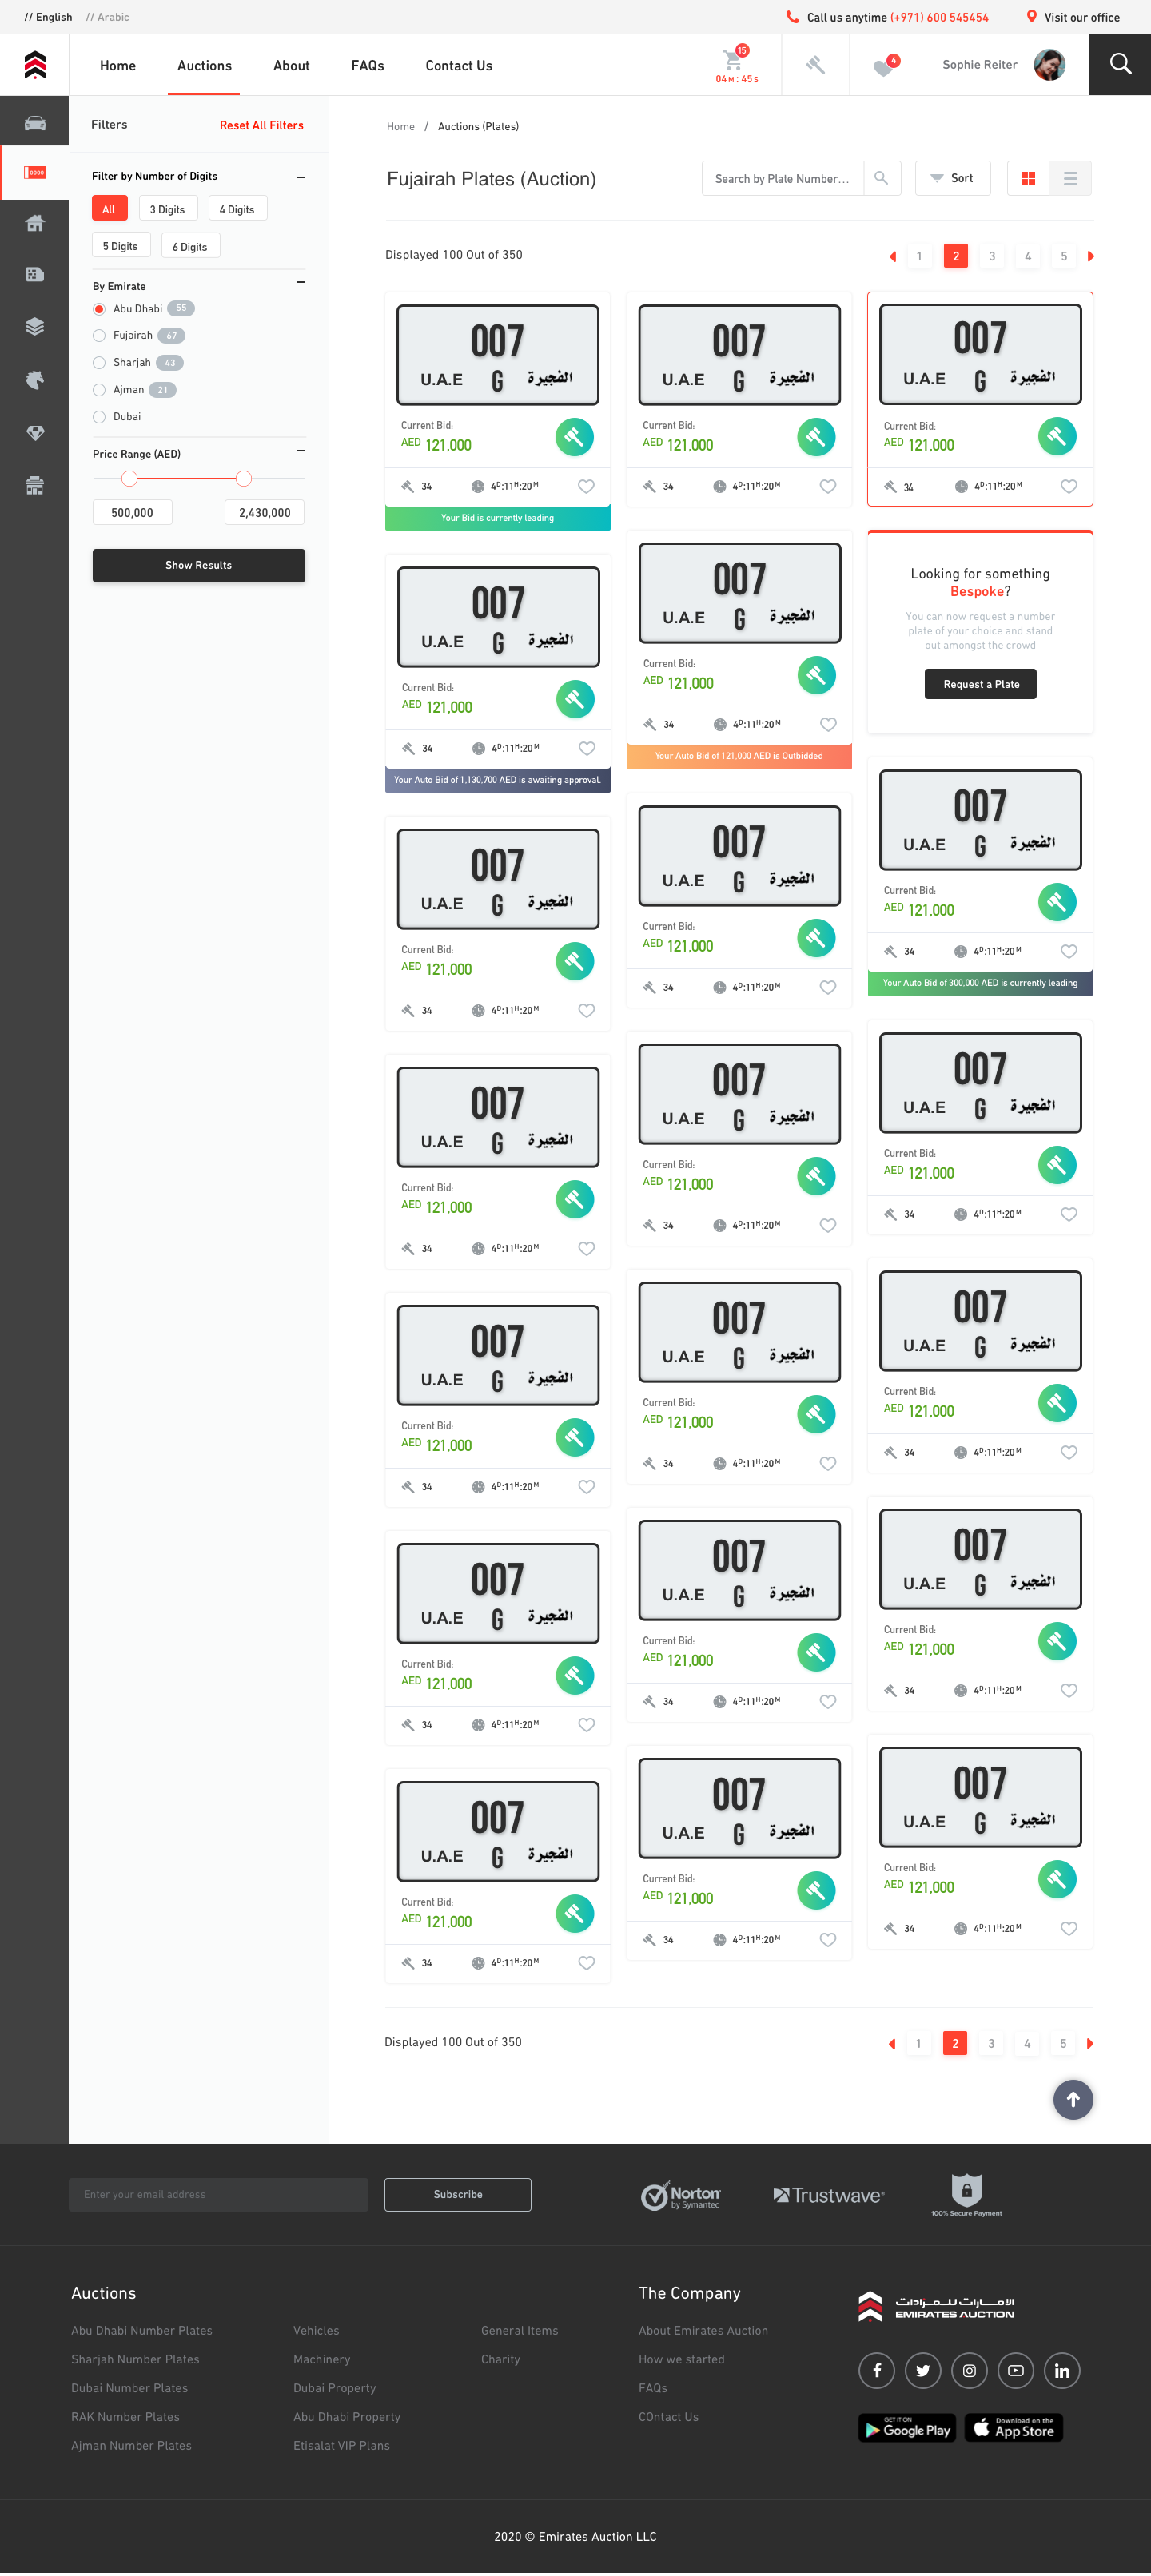 // English // Arabic Call us anytime (+971) 600 545454 Visit our office
Home Auctions About FAQs Contact Us 15 04M : 45S 4 Sophie Reiter
Filters Reset All Filters
Filter by Number of Digits
All 3 Digits 4 Digits
5 Digits 6 Digits
By Emirate
Abu Dhabi 55
Fujairah 67
Sharjah 43
Ajman 21
Dubai
Price Range (AED)
500,000 2,430,000
Show Results
Home / Auctions (Plates)
Fujairah Plates (Auction) Search by Plate Number... Sort
Displayed 100 Out of 350 1 2 3 4 5
007
U.A.E G الفجيرة
Current Bid:
AED 121,000
34 4D:11H:20M
Your Bid is currently leading
007
U.A.E G الفجيرة
Current Bid:
AED 121,000
34 4D:11H:20M
Your Auto Bid of 1,130,700 AED is awaiting approval.
007
U.A.E G الفجيرة
Current Bid:
AED 121,000
34 4D:11H:20M
007
U.A.E G الفجيرة
Current Bid:
AED 121,000
34 4D:11H:20M
007
U.A.E G الفجيرة
Current Bid:
AED 121,000
34 4D:11H:20M
007
U.A.E G الفجيرة
Current Bid:
AED 121,000
34 4D:11H:20M
007
U.A.E G الفجيرة
Current Bid:
AED 121,000
34 4D:11H:20M
007
U.A.E G الفجيرة
Current Bid:
AED 121,000
34 4D:11H:20M
007
U.A.E G الفجيرة
Current Bid:
AED 121,000
34 4D:11H:20M
Your Auto Bid of 121,000 AED is Outbidded
007
U.A.E G الفجيرة
Current Bid:
AED 121,000
34 4D:11H:20M
007
U.A.E G الفجيرة
Current Bid:
AED 121,000
34 4D:11H:20M
007
U.A.E G الفجيرة
Current Bid:
AED 121,000
34 4D:11H:20M
007
U.A.E G الفجيرة
Current Bid:
AED 121,000
34 4D:11H:20M
007
U.A.E G الفجيرة
Current Bid:
AED 121,000
34 4D:11H:20M
007
U.A.E G الفجيرة
Current Bid:
AED 121,000
34 4D:11H:20M
Looking for something
Bespoke?
You can now request a number
plate of your choice and stand
out amongst the crowd
Request a Plate
007
U.A.E G الفجيرة
Current Bid:
AED 121,000
34 4D:11H:20M
Your Auto Bid of 300,000 AED is currently leading
007
U.A.E G الفجيرة
Current Bid:
AED 121,000
34 4D:11H:20M
007
U.A.E G الفجيرة
Current Bid:
AED 121,000
34 4D:11H:20M
007
U.A.E G الفجيرة
Current Bid:
AED 121,000
34 4D:11H:20M
007
U.A.E G الفجيرة
Current Bid:
AED 121,000
34 4D:11H:20M
Displayed 100 Out of 350 1 2 3 4 5
Enter your email address Subscribe
Norton
by Symantec
Trustwave
100% Secure Payment
Auctions
Abu Dhabi Number Plates
Sharjah Number Plates
Dubai Number Plates
RAK Number Plates
Ajman Number Plates
Vehicles
Machinery
Dubai Property
Abu Dhabi Property
Etisalat VIP Plans
General Items
Charity
The Company
About Emirates Auction
How we started
FAQs
COntact Us
الامارات للمزادات
EMIRATES AUCTION
GET IT ON
Google Play
Download on the
App Store
2020 © Emirates Auction LLC